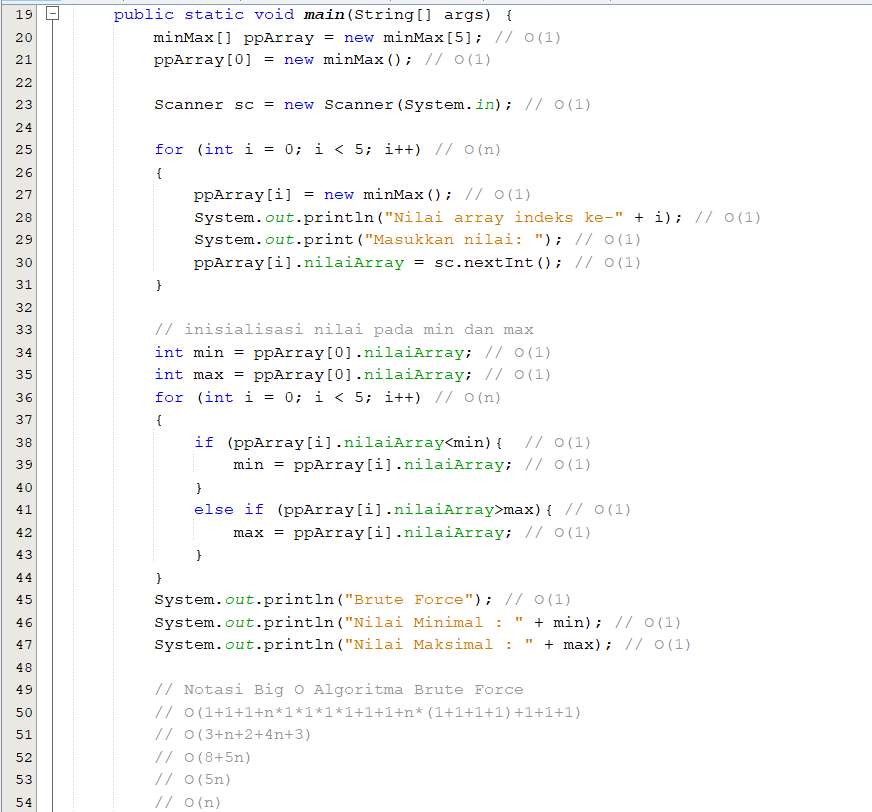 19 public static void main(String[] args) {
20 minMax[] ppArray = new minMax[5]; // O(1)
21 ppArray[0] = new minMax(); // O(1)
22
23 Scanner sc = new Scanner(System.in); // O(1)
24
25 for (int i = 0; i < 5; i++) // O(n)
26 {
27 ppArray[i] = new minMax(); // O(1)
28 System.out.println("Nilai array indeks ke-" + i); // O(1)
29 System.out.print("Masukkan nilai: "); // O(1)
30 ppArray[i].nilaiArray = sc.nextInt(); // O(1)
31 }
32
33 // inisialisasi nilai pada min dan max
34 int min = ppArray[0].nilaiArray; // O(1)
35 int max = ppArray[0].nilaiArray; // O(1)
36 for (int i = 0; i < 5; i++) // O(n)
37 {
38 if (ppArray[i].nilaiArray<min){  // O(1)
39 min = ppArray[i].nilaiArray; // O(1)
40 }
41 else if (ppArray[i].nilaiArray>max){ // O(1)
42 max = ppArray[i].nilaiArray; // O(1)
43 }
44 }
45 System.out.println("Brute Force"); // O(1)
46 System.out.println("Nilai Minimal : " + min); // O(1)
47 System.out.println("Nilai Maksimal : " + max); // O(1)
48
49 // Notasi Big O Algoritma Brute Force
50 // O(1+1+1+n*1*1*1*1+1+1+n*(1+1+1+1)+1+1+1)
51 // O(3+n+2+4n+3)
52 // O(8+5n)
53 // O(5n)
54 // O(n)